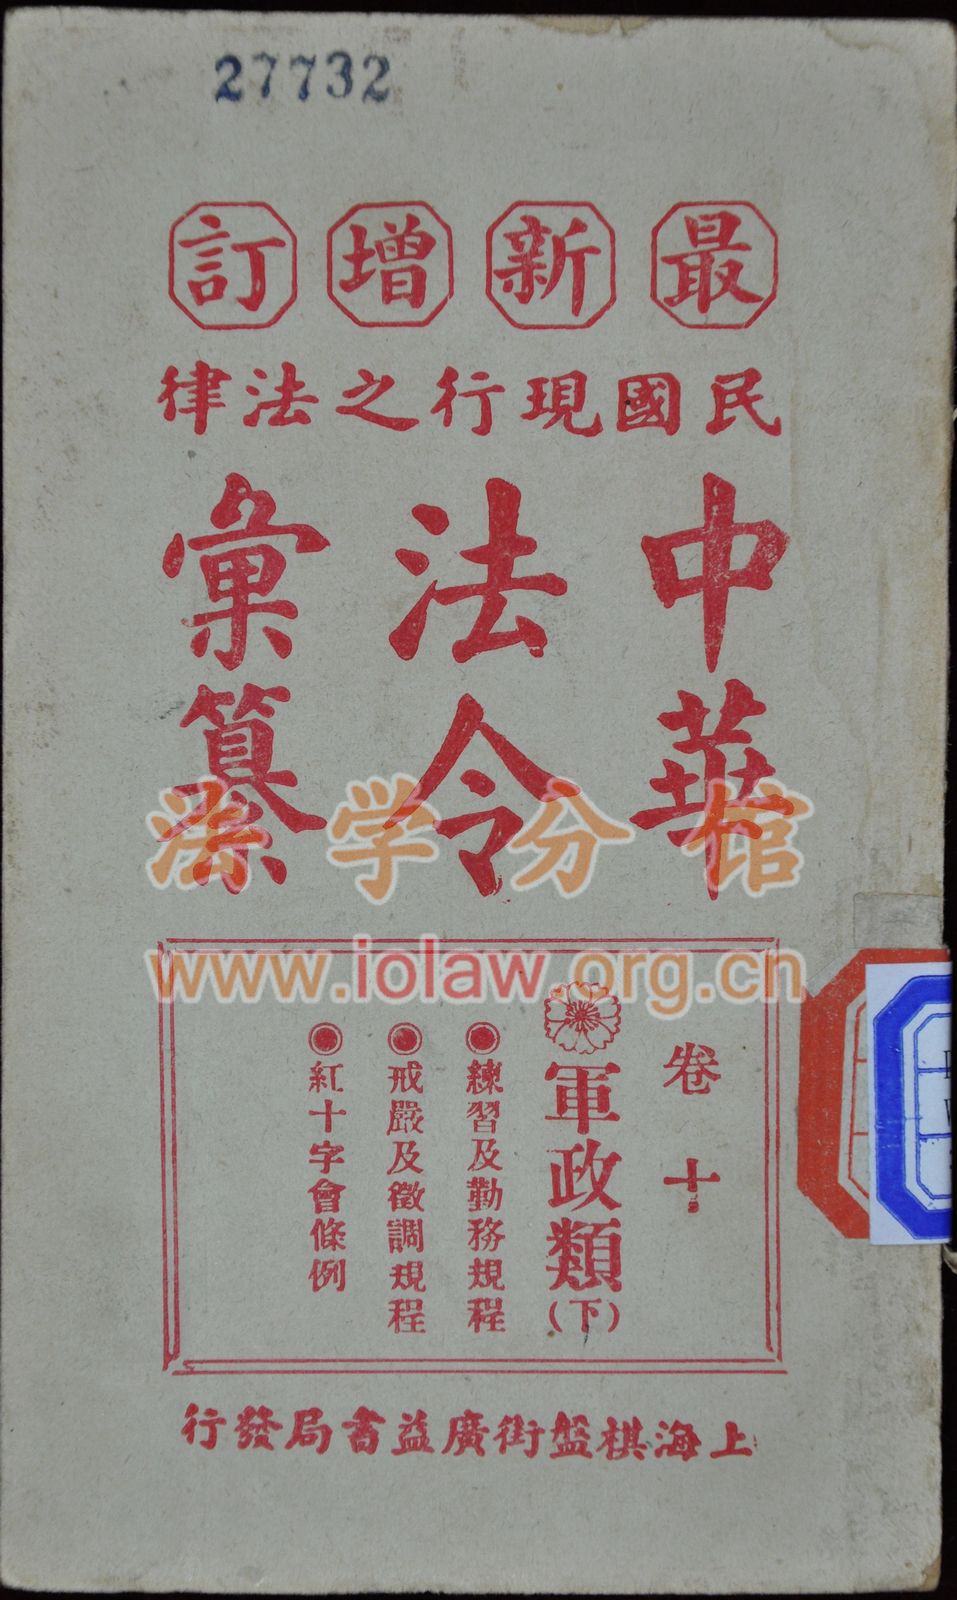 27732
最新增訂
民國現行之法律
中華
法令
彙纂
法学分馆
www.iolaw.org.cn
卷十
軍政類(下)
練習及勤務規程
戒嚴及徵調規程
紅十字會條例
上海棋盤街廣益書局發行